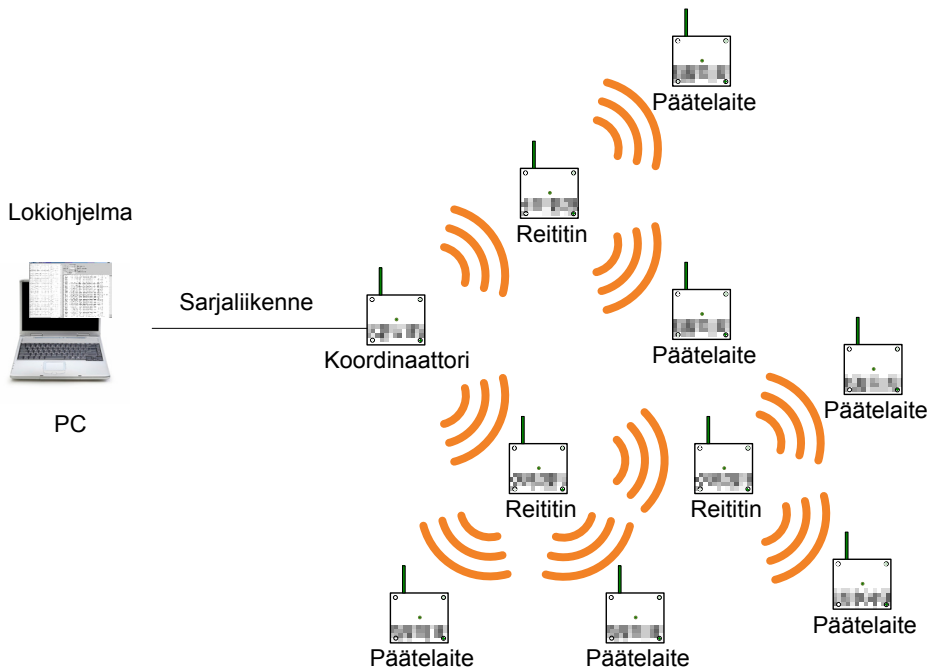 Päätelaite
Reititin
Lokiohjelma
Sarjaliikenne
Koordinaattori
Päätelaite
PC
Päätelaite
Reititin
Reititin
Päätelaite
Päätelaite
Päätelaite